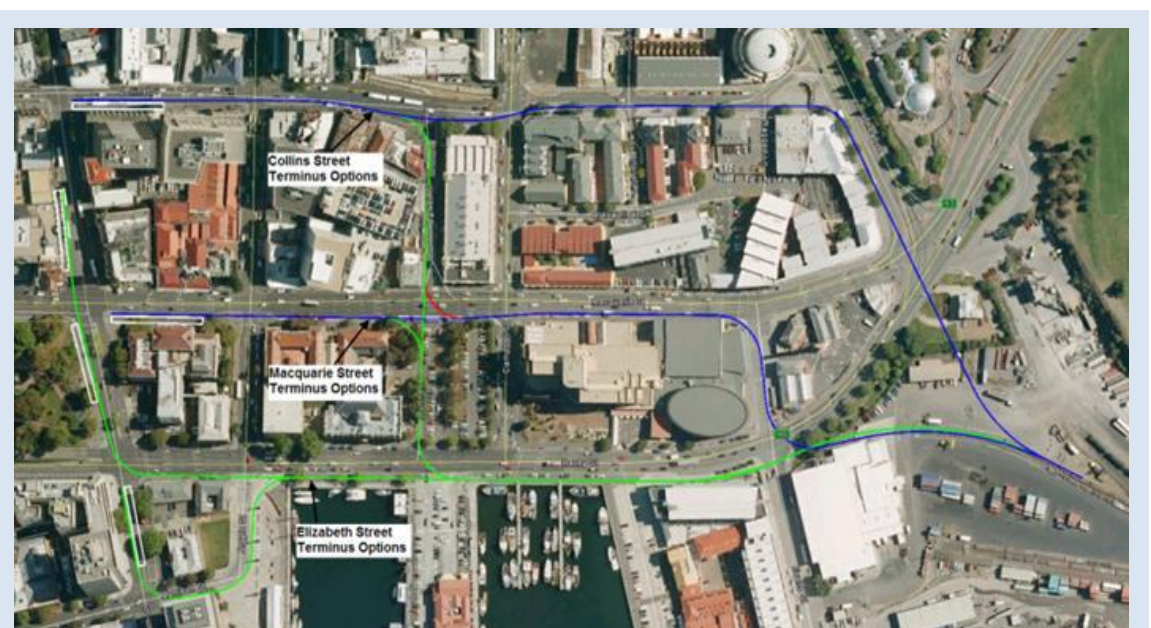 Collins Street
Terminus Options
Macquarie Street
Terminus Options
Elizabeth Street
Terminus Options